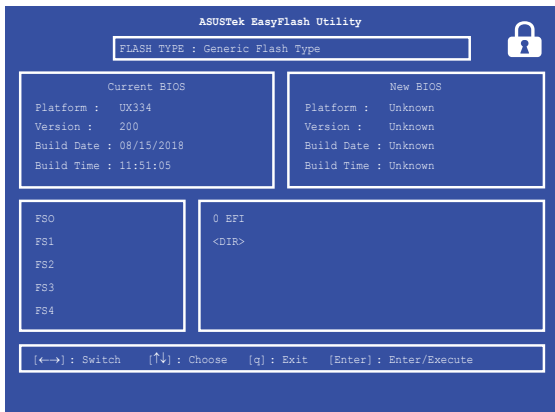 ASUSTek EasyFlash Utility
FLASH TYPE : Generic Flash Type
Current BIOS
Platform : UX334
Version : 200
Build Date : 08/15/2018
Build Time : 11:51:05
New BIOS
Platform : Unknown
Version : Unknown
Build Date : Unknown
Build Time : Unknown
FSO
FS1
FS2
FS3
FS4
0 EFI
<DIR>
[←→] : Switch [↑↓] : Choose [q] : Exit [Enter] : Enter/Execute